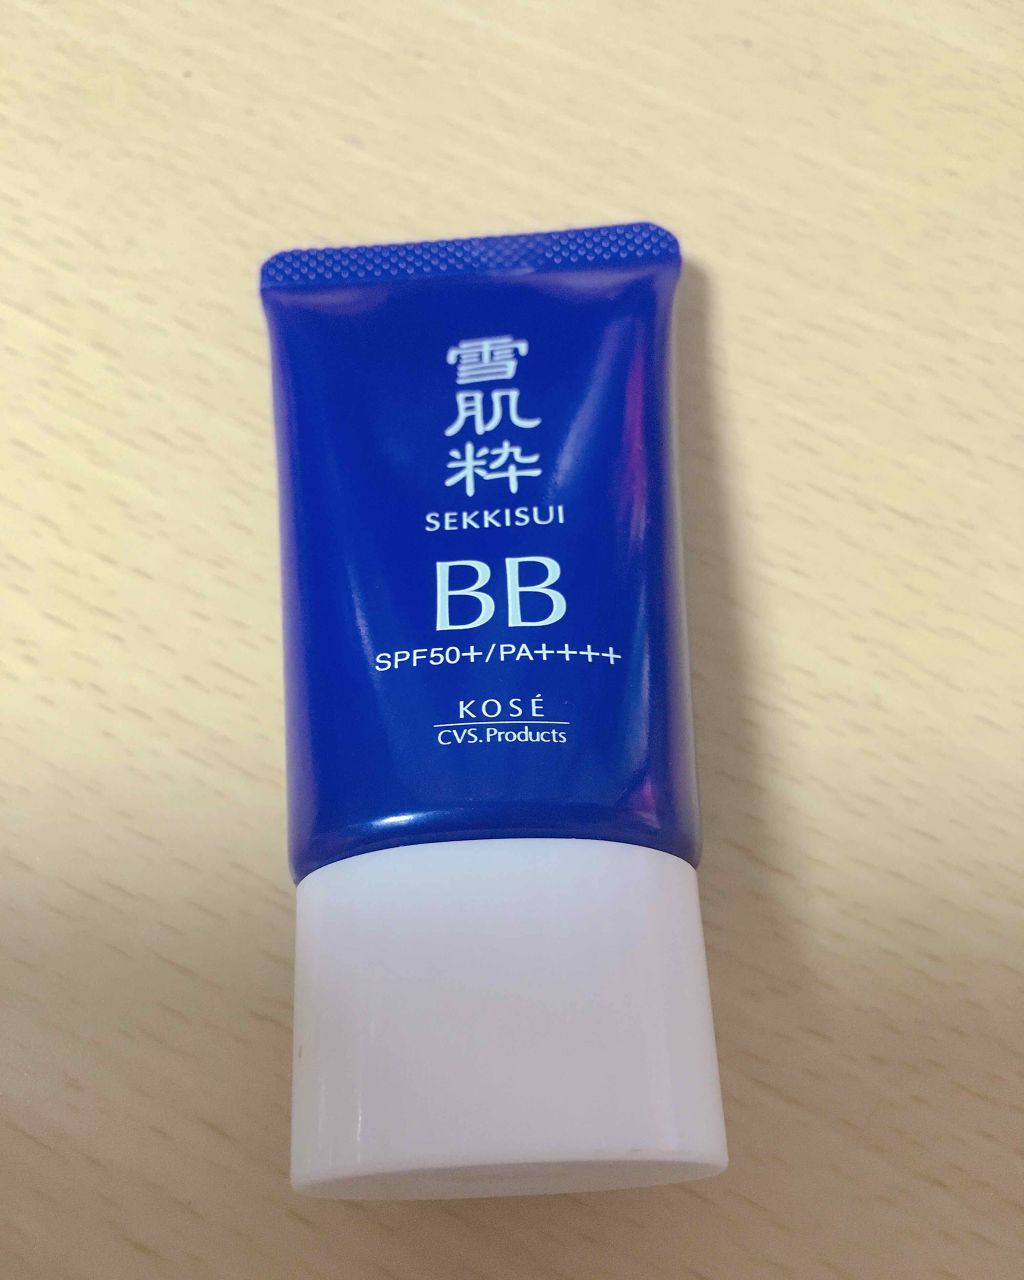 雪肌粋
SEKKISUI
BB
SPF50+/PA++++
KOSÉ
CVS.Products